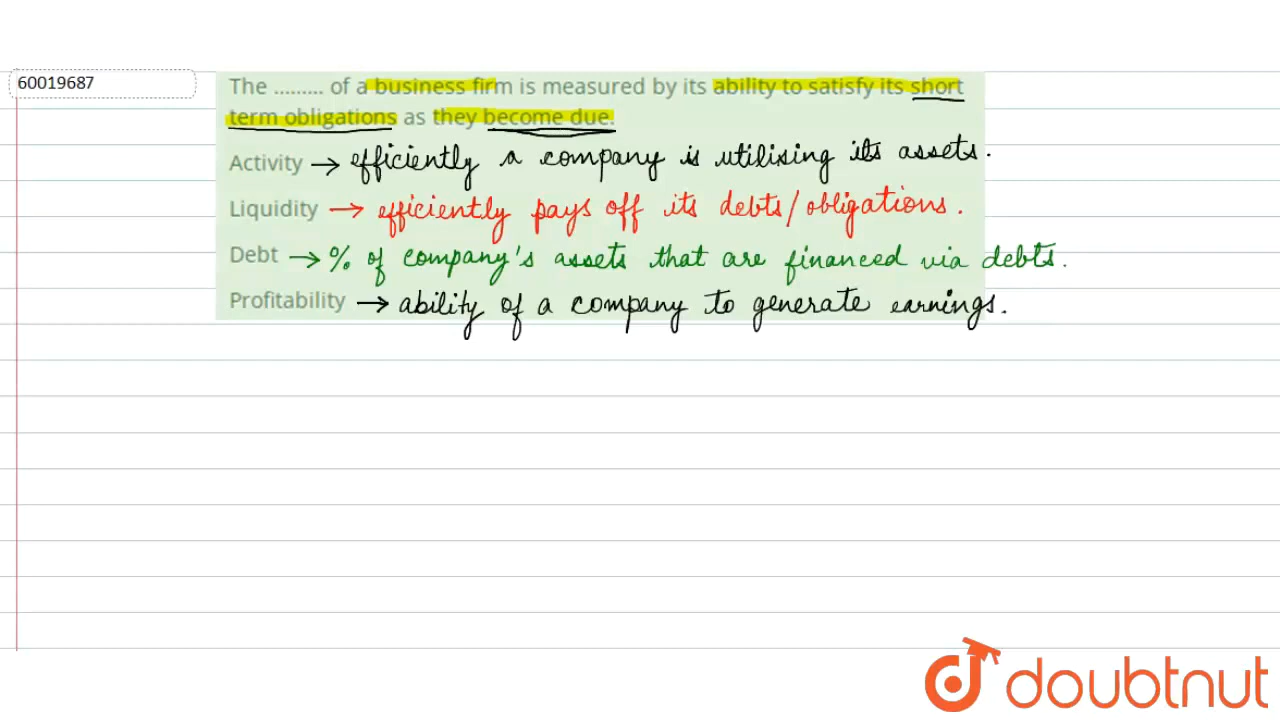 60019687
The ......... of a business firm is measured by its ability to satisfy its short
term obligations as they become due.
Activity → efficiently a company is utilising its assets.
Liquidity → efficiently pays off its debts/obligations.
Debt → % of company's assets that are financed via debts.
Profitability → ability of a company to generate earnings.
doubtnut